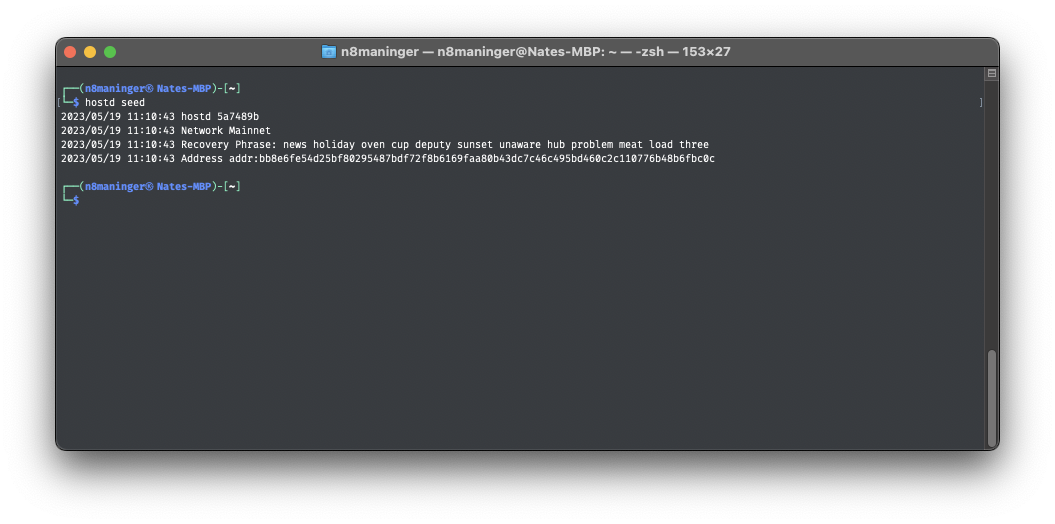 n8maninger — n8maninger@Nates-MBP: ~ — -zsh — 153×27
┌──(n8maninger㉿Nates-MBP)-[~]
[└─$ hostd seed ]
2023/05/19 11:10:43 hostd 5a7489b
2023/05/19 11:10:43 Network Mainnet
2023/05/19 11:10:43 Recovery Phrase: news holiday oven cup deputy sunset unaware hub problem meat load three
2023/05/19 11:10:43 Address addr:bb8e6fe54d25bf80295487bdf72f8b6169faa80b43dc7c46c495bd460c2c110776b48b6fbc0c
┌──(n8maninger㉿Nates-MBP)-[~]
└─$